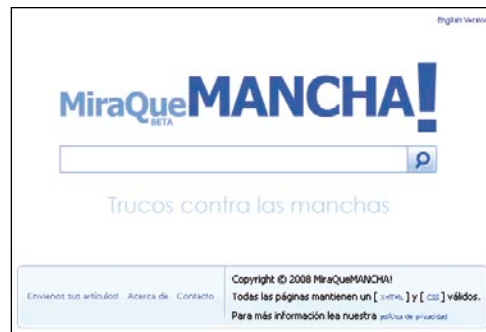 English Version
MiraQueMANCHA!
BETA
Trucos contra las manchas
Envienos sus artículos! Acerca de Contacto
Copyright © 2008 MiraQueMANCHA!
Todas las páginas mantienen un [ XHTML ] y [ CSS ] válidos.
Para más información lea nuestra política de privacidad